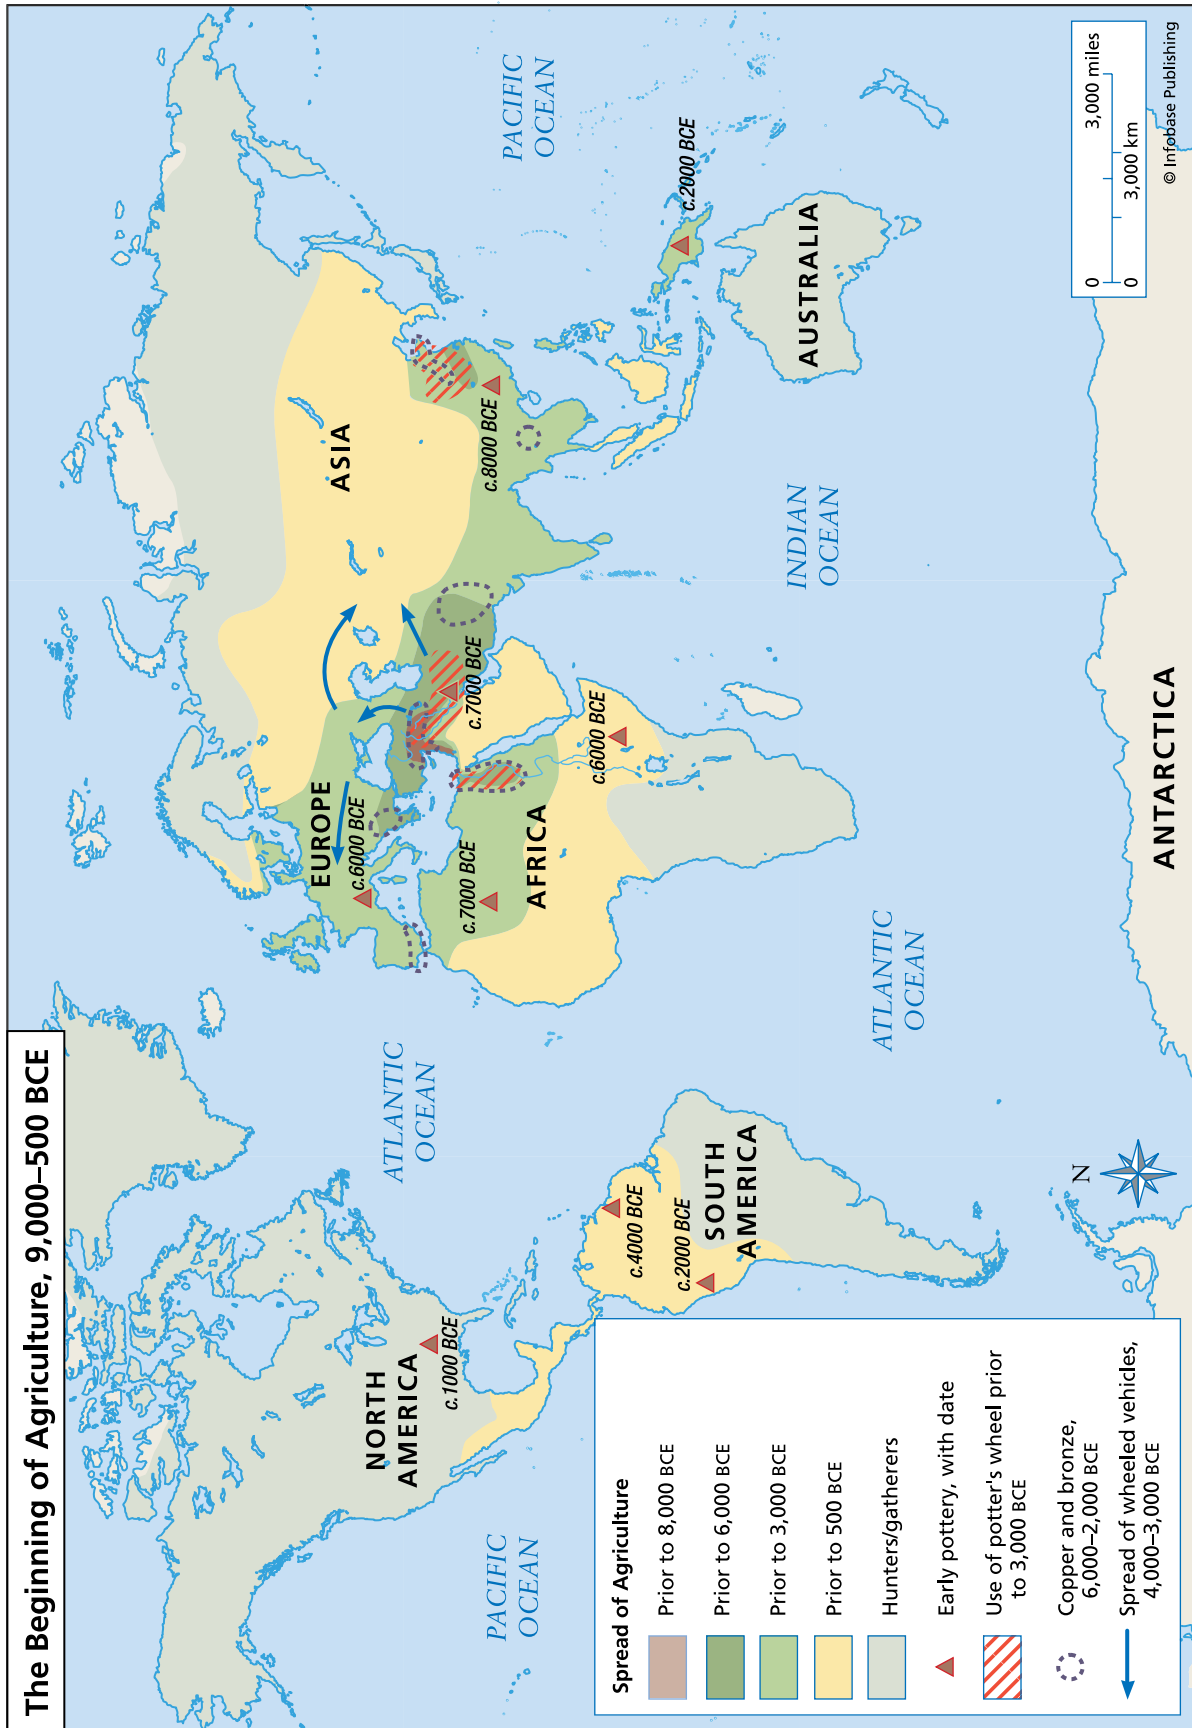 The Beginning of Agriculture, 9,000–500 BCE
NORTH
AMERICA
c.1000 BCE
PACIFIC
OCEAN
ATLANTIC
OCEAN
c.4000 BCE
c.2000 BCE
SOUTH
AMERICA
EUROPE
c.6000 BCE
c.7000 BCE
AFRICA
c.7000 BCE
c.6000 BCE
ATLANTIC
OCEAN
ASIA
c.8000 BCE
INDIAN
OCEAN
PACIFIC
OCEAN
c.2000 BCE
AUSTRALIA
ANTARCTICA
N
Spread of Agriculture
Prior to 8,000 BCE
Prior to 6,000 BCE
Prior to 3,000 BCE
Prior to 500 BCE
Hunters/gatherers
Early pottery, with date
Use of potter's wheel prior
to 3,000 BCE
Copper and bronze,
6,000–2,000 BCE
Spread of wheeled vehicles,
4,000–3,000 BCE
0 3,000 miles
0 3,000 km
© Infobase Publishing